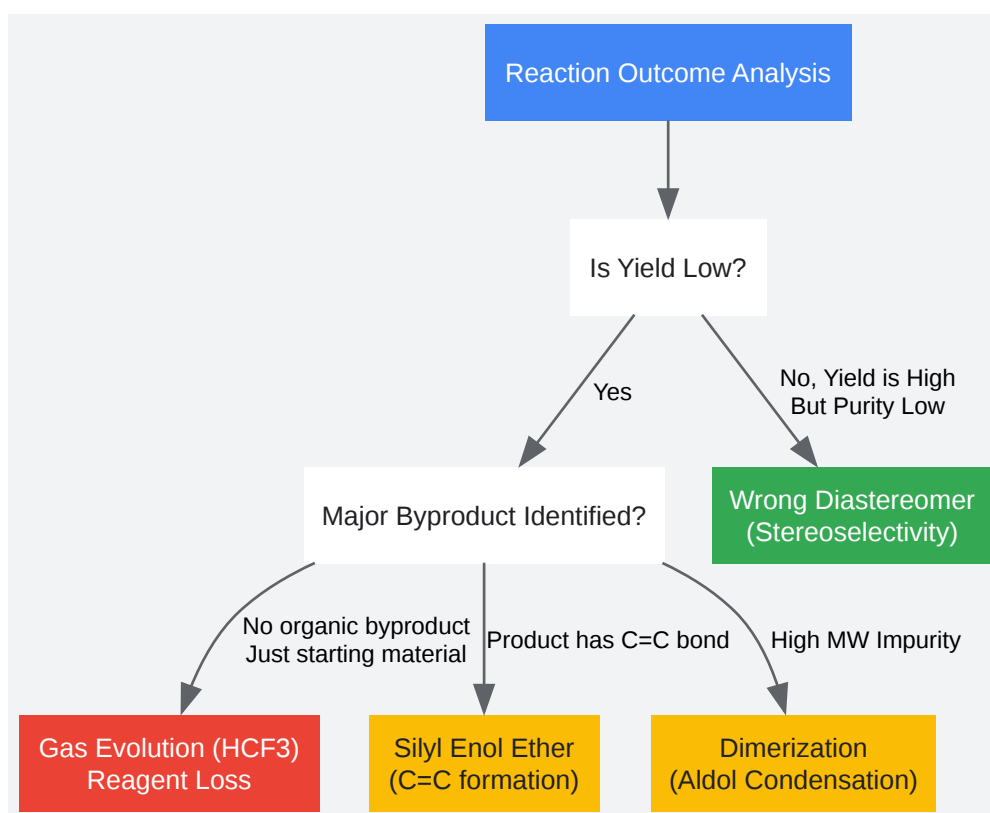 Reaction Outcome Analysis
Is Yield Low?
Yes
No, Yield is High
But Purity Low
Major Byproduct Identified?
Wrong Diastereomer
(Stereoselectivity)
No organic byproduct
Just starting material
Product has C=C bond
High MW Impurity
Gas Evolution (HCF3)
Reagent Loss
Silyl Enol Ether
(C=C formation)
Dimerization
(Aldol Condensation)